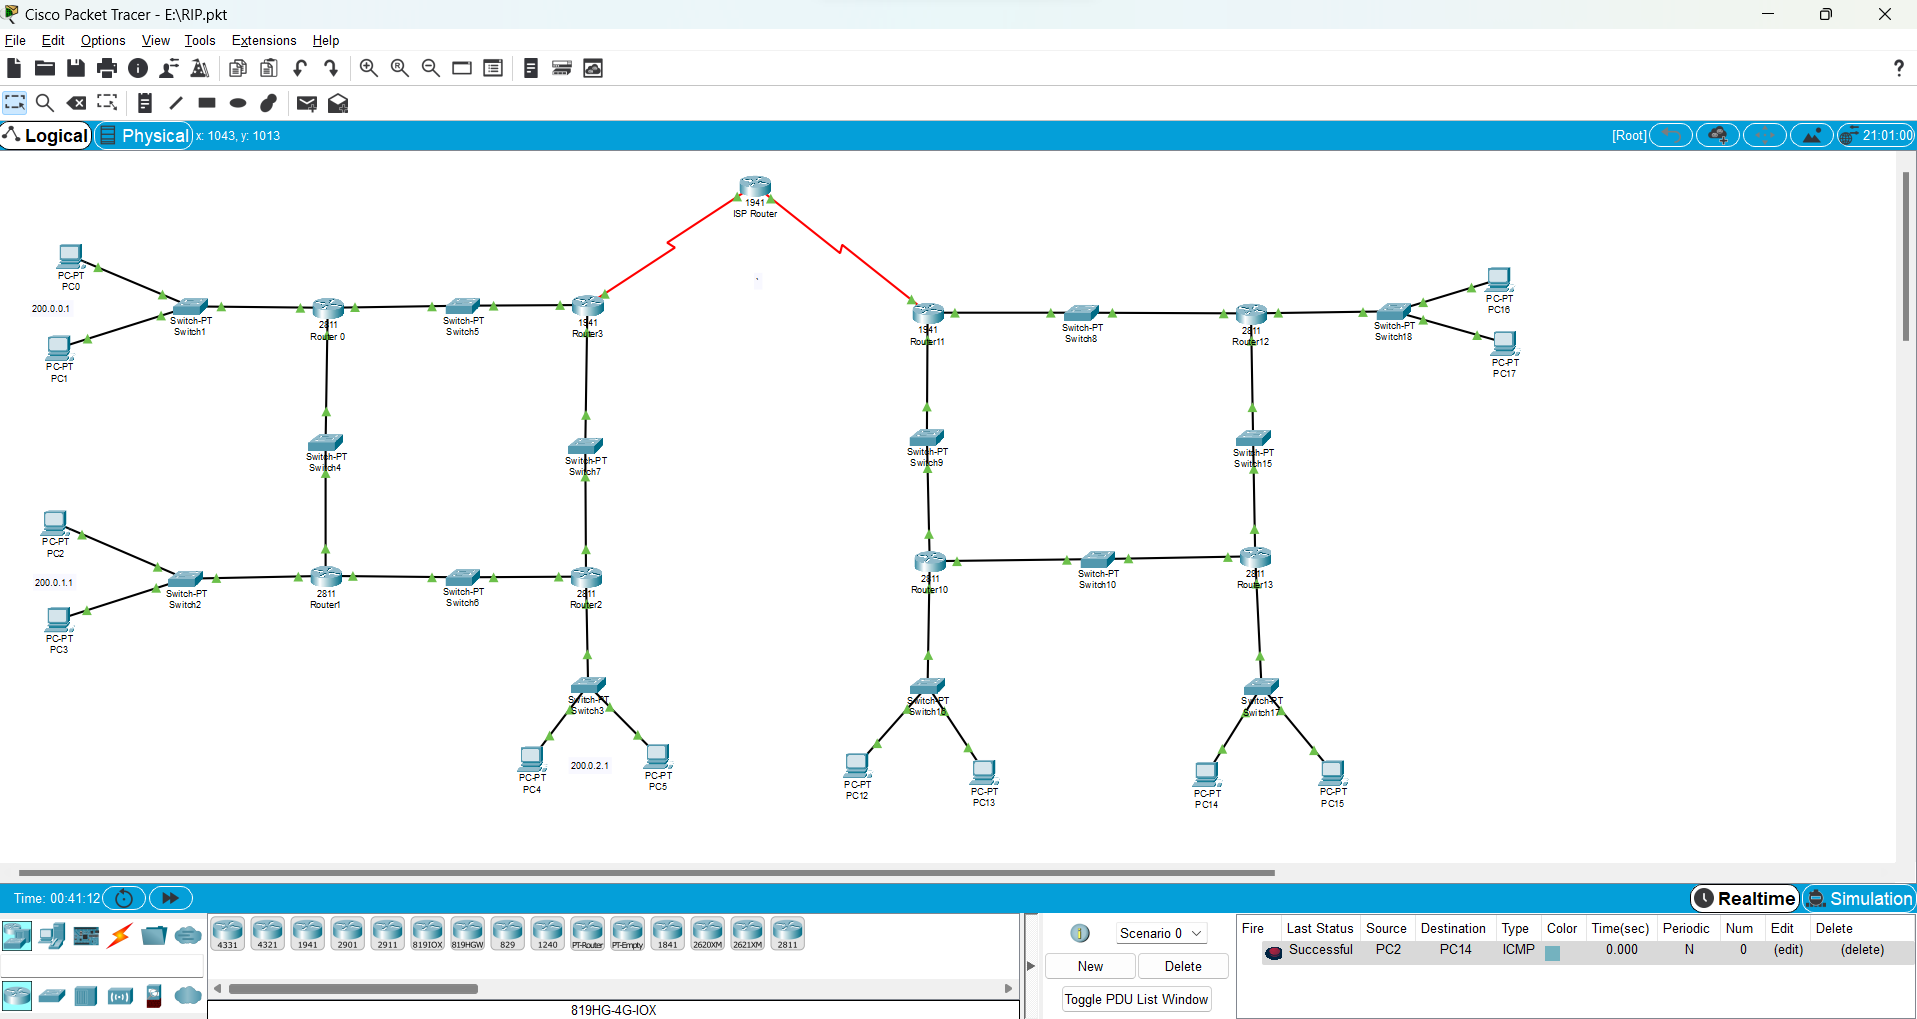 Cisco Packet Tracer - E:\RIP.pkt
File Edit Options View Tools Extensions Help
?
Logical Physical x: 1043, y: 1013 [Root] 21:01:00
1941
ISP Router
PC-PT
PC0
200.0.0.1
PC-PT
PC1
Switch-PT
Switch1
2811
Router 0
Switch-PT
Switch5
1941
Router3
1941
Router11
Switch-PT
Switch8
2811
Router12
Switch-PT
Switch18
PC-PT
PC16
PC-PT
PC17
Switch-PT
Switch4
Switch-PT
Switch7
Switch-PT
Switch9
Switch-PT
Switch15
PC-PT
PC2
200.0.1.1
PC-PT
PC3
Switch-PT
Switch2
2811
Router1
Switch-PT
Switch6
2811
Router2
2811
Router10
Switch-PT
Switch10
2811
Router13
Switch-PT
Switch3
Switch-PT
Switch16
Switch-PT
Switch17
PC-PT
PC4
200.0.2.1
PC-PT
PC5
PC-PT
PC12
PC-PT
PC13
PC-PT
PC14
PC-PT
PC15
Time: 00:41:12 Realtime Simulation
4331 4321 1941 2901 2911 819IOX 819HGW 829 1240 PT-Router PT-Empty 1841 2620XM 2621XM 2811
819HG-4G-IOX
Scenario 0
New Delete
Toggle PDU List Window
Fire Last Status Source Destination Type Color Time(sec) Periodic Num Edit Delete
Successful PC2 PC14 ICMP 0.000 N 0 (edit) (delete)